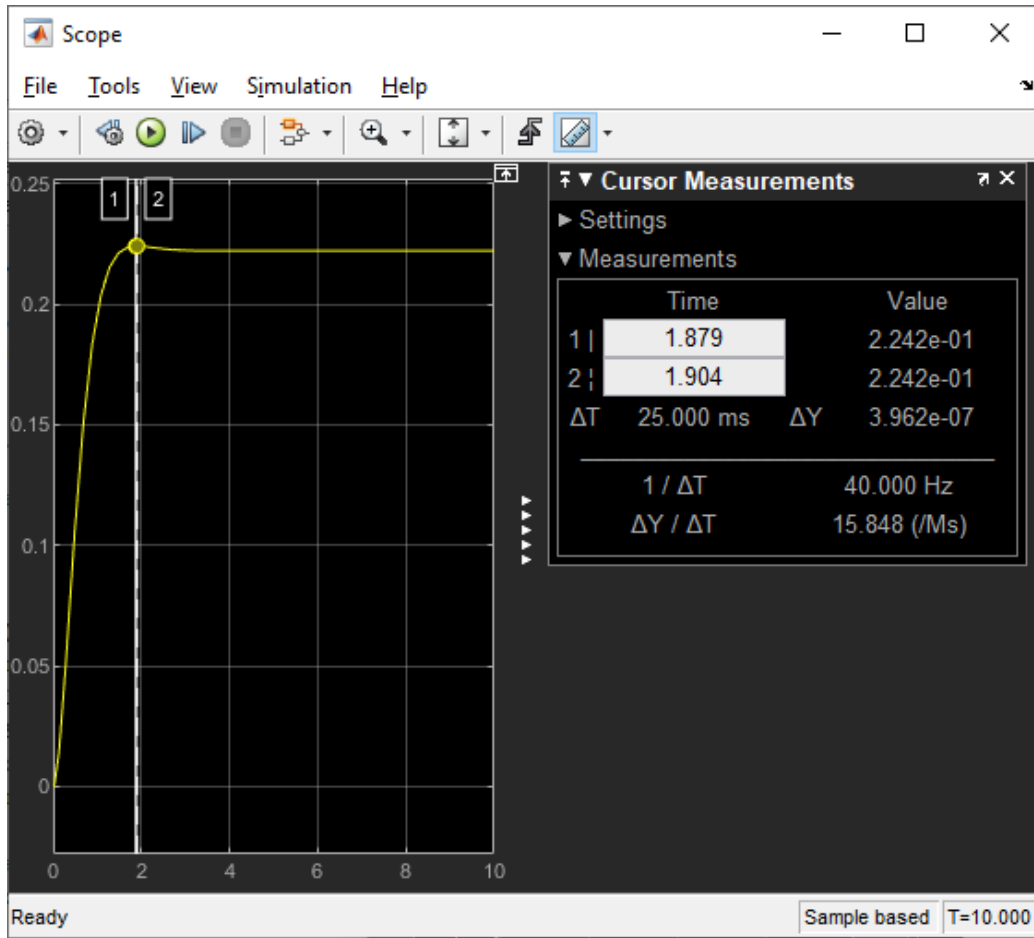 Scope
File Tools View Simulation Help
0.25
0.2
0.15
0.1
0.05
0
0 2 4 6 8 10
1 2
Cursor Measurements
Settings
Measurements
Time Value
1 | 1.879 2.242e-01
2 ¦ 1.904 2.242e-01
ΔT 25.000 ms ΔY 3.962e-07
1 / ΔT 40.000 Hz
ΔY / ΔT 15.848 (/Ms)
Ready Sample based T=10.000